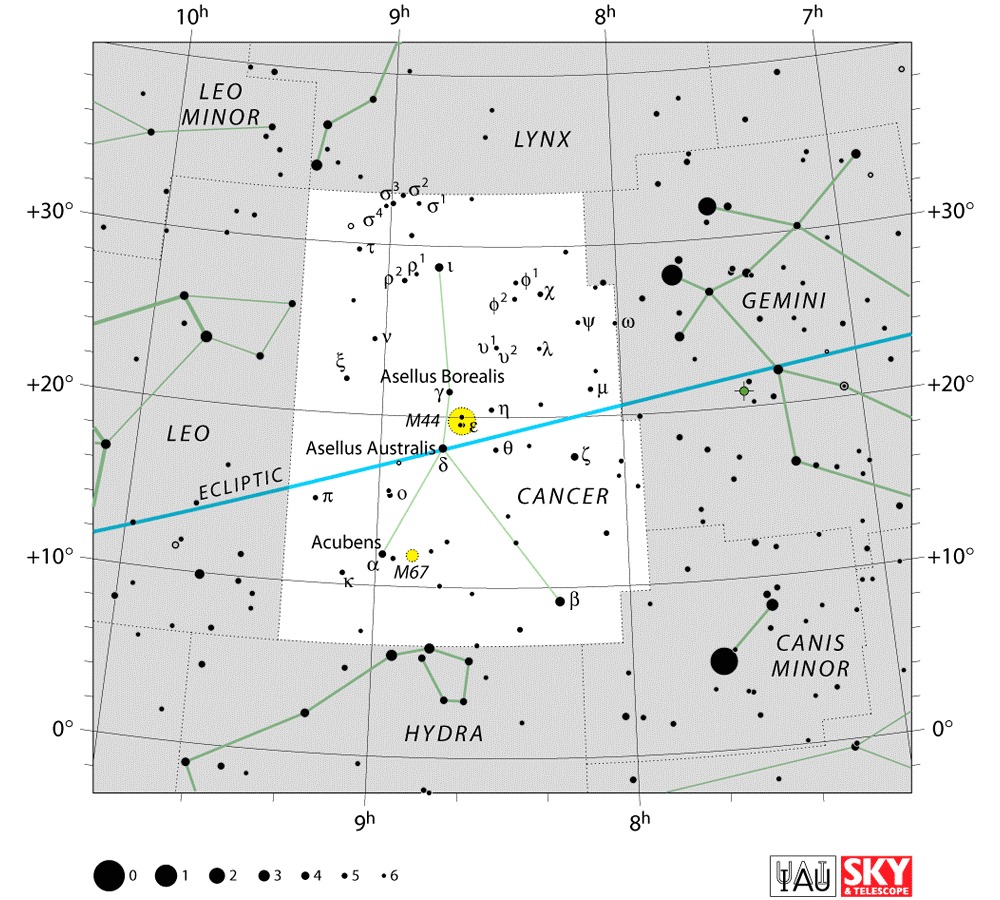 10h 9h 8h 7h
LEO
MINOR
LYNX
σ3 σ2
σ4 σ1
+30° +30°
τ
ρ2 ρ1 ι
ϕ1
ϕ2 χ
GEMINI
ψ ω
ν
υ1 υ2 λ
ξ
Asellus Borealis
+20° +20°
γ μ
M44 ε η
LEO
Asellus Australis θ ζ
δ
ECLIPTIC
π ο CANCER
Acubens
+10° +10°
α M67
κ
β
CANIS
MINOR
HYDRA
0° 0°
9h 8h
0 1 2 3 4 5 6
IAU
SKY
& TELESCOPE